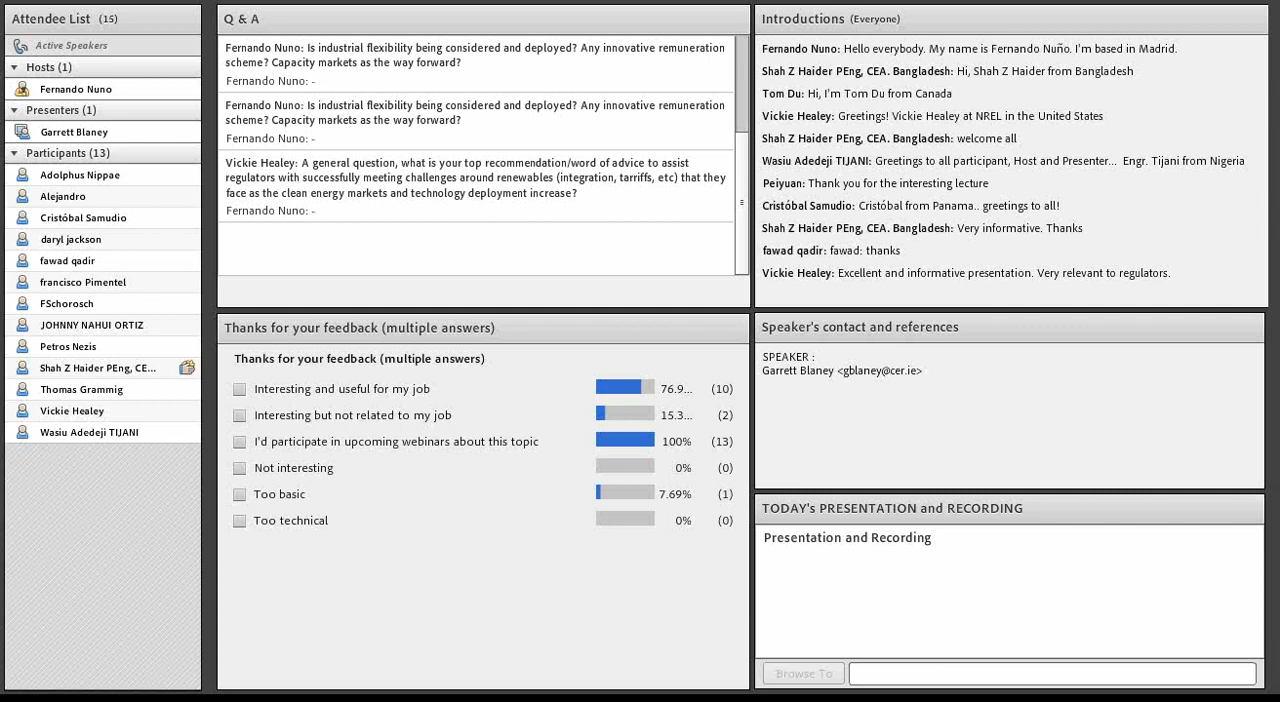 Attendee List (15)
Active Speakers
Hosts (1)
Fernando Nuno
Presenters (1)
Garrett Blaney
Participants (13)
Adolphus Nippae
Alejandro
Cristóbal Samudio
daryl jackson
fawad qadir
francisco Pimentel
FSchorosch
JOHNNY NAHUI ORTIZ
Petros Nezis
Shah Z Haider PEng, CE...
Thomas Grammig
Vickie Healey
Wasiu Adedeji TIJANI
Q & A
Fernando Nuno: Is industrial flexibility being considered and deployed? Any innovative remuneration
scheme? Capacity markets as the way forward?
Fernando Nuno: -
Fernando Nuno: Is industrial flexibility being considered and deployed? Any innovative remuneration
scheme? Capacity markets as the way forward?
Fernando Nuno: -
Vickie Healey: A general question, what is your top recommendation/word of advice to assist
regulators with successfully meeting challenges around renewables (integration, tarriffs, etc) that they
face as the clean energy markets and technology deployment increase?
Fernando Nuno: -
Thanks for your feedback (multiple answers)
Thanks for your feedback (multiple answers)
Interesting and useful for my job 76.9... (10)
Interesting but not related to my job 15.3... (2)
I'd participate in upcoming webinars about this topic 100% (13)
Not interesting 0% (0)
Too basic 7.69% (1)
Too technical 0% (0)
Introductions (Everyone)
Fernando Nuno: Hello everybody. My name is Fernando Nuño. I'm based in Madrid.
Shah Z Haider PEng, CEA. Bangladesh: Hi, Shah Z Haider from Bangladesh
Tom Du: Hi, I'm Tom Du from Canada
Vickie Healey: Greetings! Vickie Healey at NREL in the United States
Shah Z Haider PEng, CEA. Bangladesh: welcome all
Wasiu Adedeji TIJANI: Greetings to all participant, Host and Presenter... Engr. Tijani from Nigeria
Peiyuan: Thank you for the interesting lecture
Cristóbal Samudio: Cristóbal from Panama.. greetings to all!
Shah Z Haider PEng, CEA. Bangladesh: Very informative. Thanks
fawad qadir: fawad: thanks
Vickie Healey: Excellent and informative presentation. Very relevant to regulators.
Speaker's contact and references
SPEAKER :
Garrett Blaney <gblaney@cer.ie>
TODAY's PRESENTATION and RECORDING
Presentation and Recording
Browse To